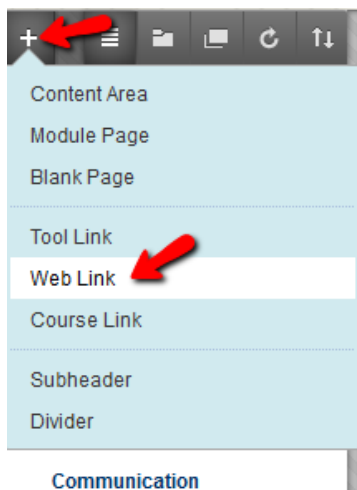 Content Area
Module Page
Blank Page
Tool Link
Web Link
Course Link
Subheader
Divider
Communication